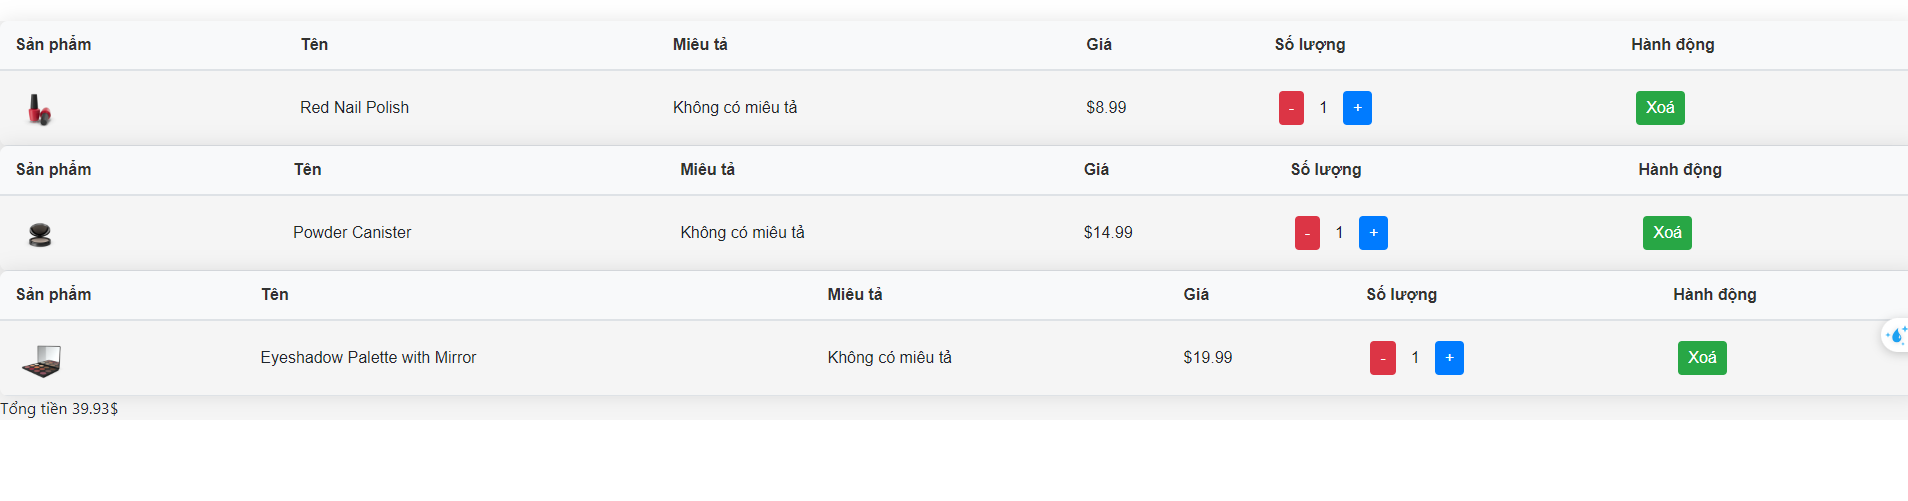 Sản phẩm Tên Miêu tả Giá Số lượng Hành động
Red Nail Polish Không có miêu tả $8.99 - 1 + Xoá
Sản phẩm Tên Miêu tả Giá Số lượng Hành động
Powder Canister Không có miêu tả $14.99 - 1 + Xoá
Sản phẩm Tên Miêu tả Giá Số lượng Hành động
Eyeshadow Palette with Mirror Không có miêu tả $19.99 - 1 + Xoá
Tổng tiền 39.93$